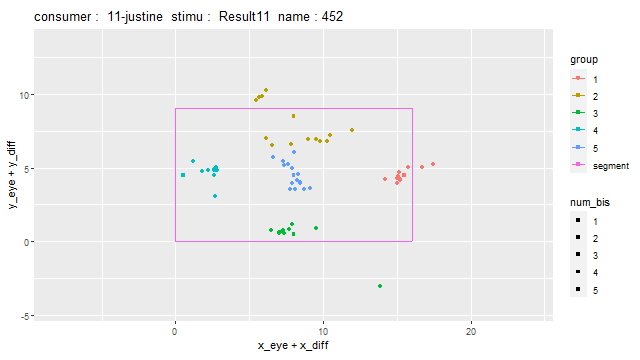 consumer :  11-justine  stimu :  Result11  name : 452
group
1
2
3
4
5
segment
num_bis
1
2
3
4
5
y_eye + y_diff
10
5
0
-5
0
10
20
x_eye + x_diff